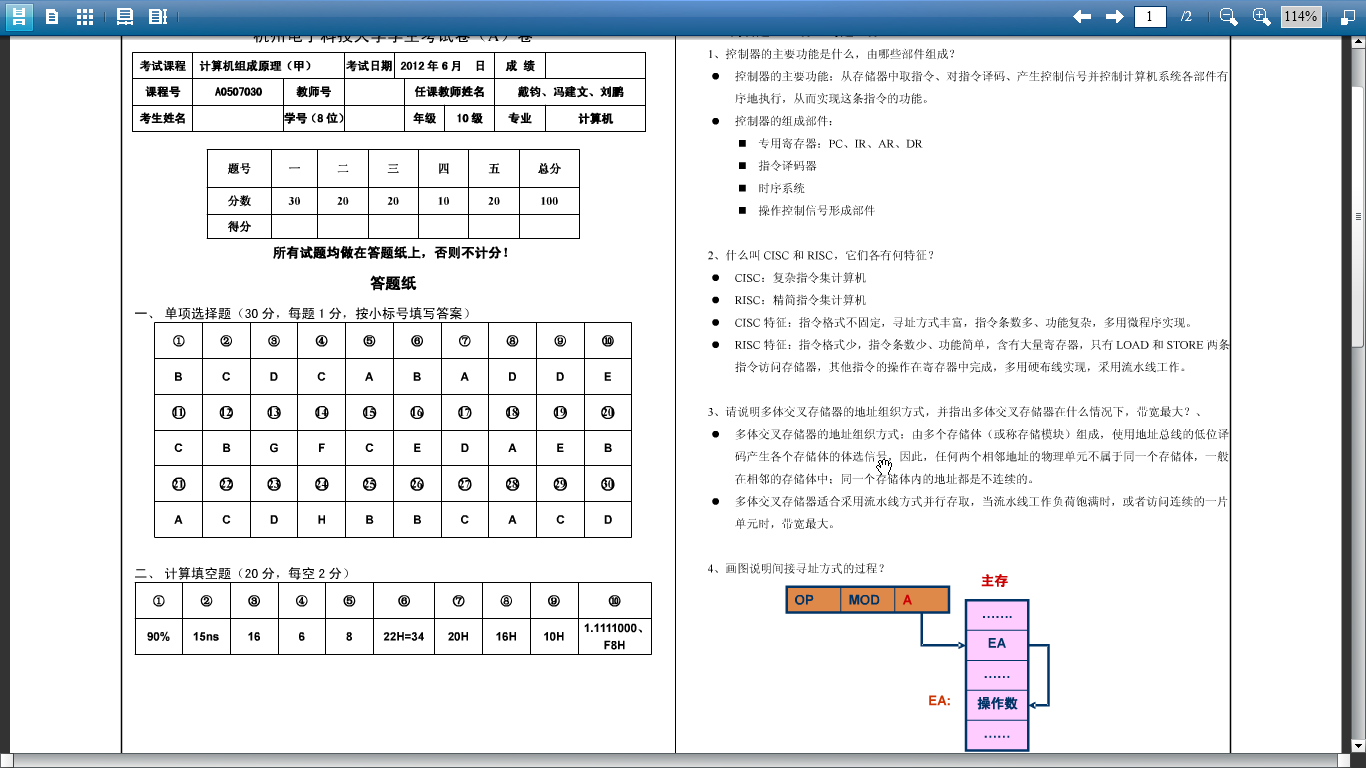 1 /2 114%
杭州电子科技大学学生考试卷（A）卷
考试课程 计算机组成原理（甲） 考试日期 2012 年 6 月 日 成 绩
课程号 A0507030 教师号 任课教师姓名 戴钧、冯建文、刘鹏
考生姓名 学号（8 位） 年级 10 级 专业 计算机
题号 一 二 三 四 五 总分
分数 30 20 20 10 20 100
得分
所有试题均做在答题纸上，否则不计分！
答题纸
一、 单项选择题（30 分，每题 1 分，按小标号填写答案）
① ② ③ ④ ⑤ ⑥ ⑦ ⑧ ⑨ ⑩
B C D C A B A D D E
⑪ ⑫ ⑬ ⑭ ⑮ ⑯ ⑰ ⑱ ⑲ ⑳
C B G F C E D A E B
㉑ ㉒ ㉓ ㉔ ㉕ ㉖ ㉗ ㉘ ㉙ ㉚
A C D H B B C A C D
二、 计算填空题（20 分，每空 2 分）
① ② ③ ④ ⑤ ⑥ ⑦ ⑧ ⑨ ⑩
90% 15ns 16 6 8 22H=34 20H 16H 10H 1.1111000、
F8H
1、控制器的主要功能是什么，由哪些部件组成？
● 控制器的主要功能：从存储器中取指令、对指令译码、产生控制信号并控制计算机系统各部件有
序地执行，从而实现这条指令的功能。
● 控制器的组成部件：
■ 专用寄存器：PC、IR、AR、DR
■ 指令译码器
■ 时序系统
■ 操作控制信号形成部件
2、什么叫 CISC 和 RISC，它们各有何特征？
● CISC：复杂指令集计算机
● RISC：精简指令集计算机
● CISC 特征：指令格式不固定，寻址方式丰富，指令条数多、功能复杂，多用微程序实现。
● RISC 特征：指令格式少，指令条数少、功能简单，含有大量寄存器，只有 LOAD 和 STORE 两条
指令访问存储器，其他指令的操作在寄存器中完成，多用硬布线实现，采用流水线工作。
3、请说明多体交叉存储器的地址组织方式，并指出多体交叉存储器在什么情况下，带宽最大？、
● 多体交叉存储器的地址组织方式：由多个存储体（或称存储模块）组成，使用地址总线的低位译
码产生各个存储体的体选信号，因此，任何两个相邻地址的物理单元不属于同一个存储体，一般
在相邻的存储体中；同一个存储体内的地址都是不连续的。
● 多体交叉存储器适合采用流水线方式并行存取，当流水线工作负荷饱满时，或者访问连续的一片
单元时，带宽最大。
4、画图说明间接寻址方式的过程？
主存
OP MOD A
.......
EA
......
EA: 操作数
......